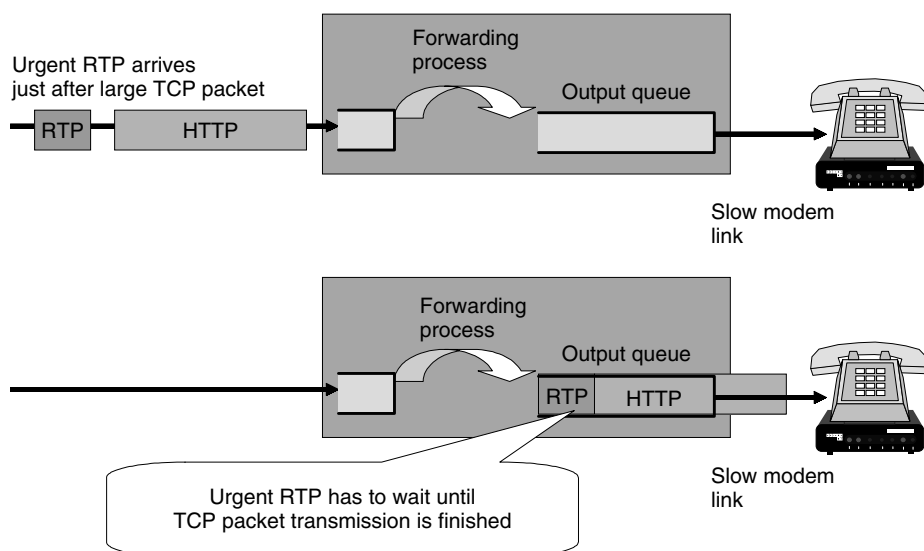 Urgent RTP arrives
just after large TCP packet
RTP
HTTP
Forwarding
process
Output queue
Slow modem
link
Forwarding
process
Output queue
RTP
HTTP
Slow modem
link
Urgent RTP has to wait until
TCP packet transmission is finished